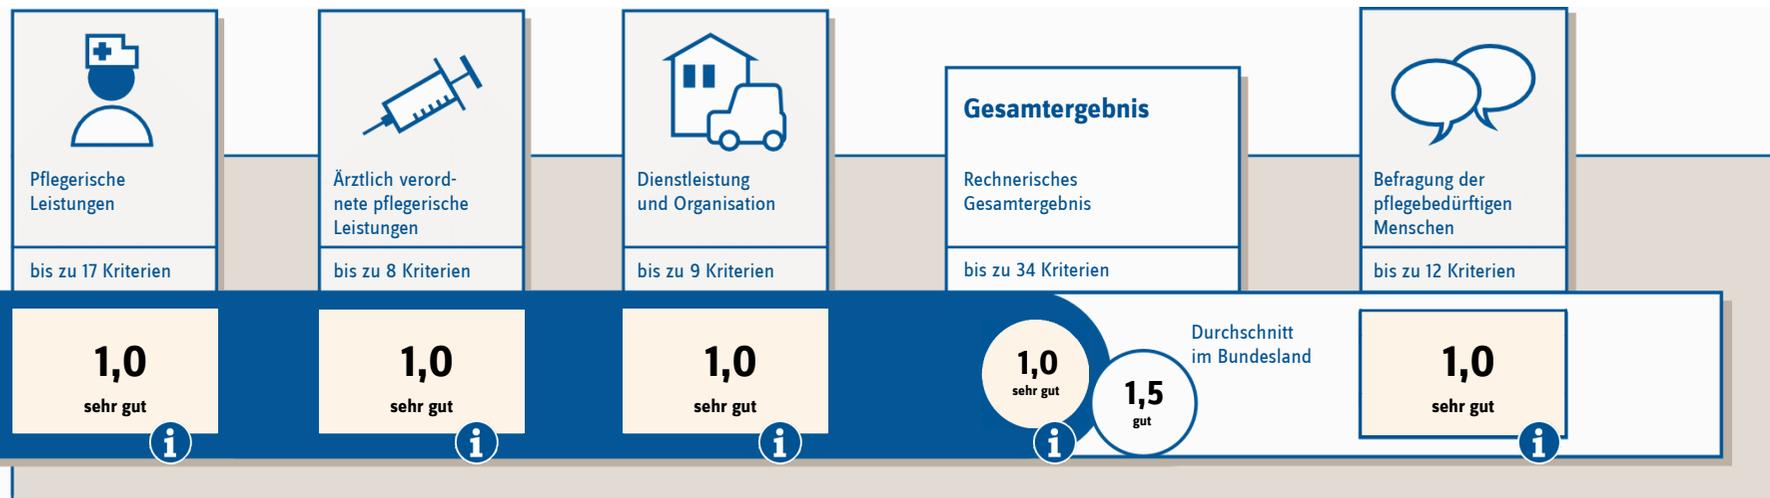 Pflegerische
Leistungen
bis zu 17 Kriterien
1,0
sehr gut
i
Ärztlich verord-
nete pflegerische
Leistungen
bis zu 8 Kriterien
1,0
sehr gut
i
Dienstleistung
und Organisation
bis zu 9 Kriterien
1,0
sehr gut
i
Gesamtergebnis
Rechnerisches
Gesamtergebnis
bis zu 34 Kriterien
1,0
sehr gut
i
1,5
gut
Durchschnitt
im Bundesland
Befragung der
pflegebedürftigen
Menschen
bis zu 12 Kriterien
1,0
sehr gut
i